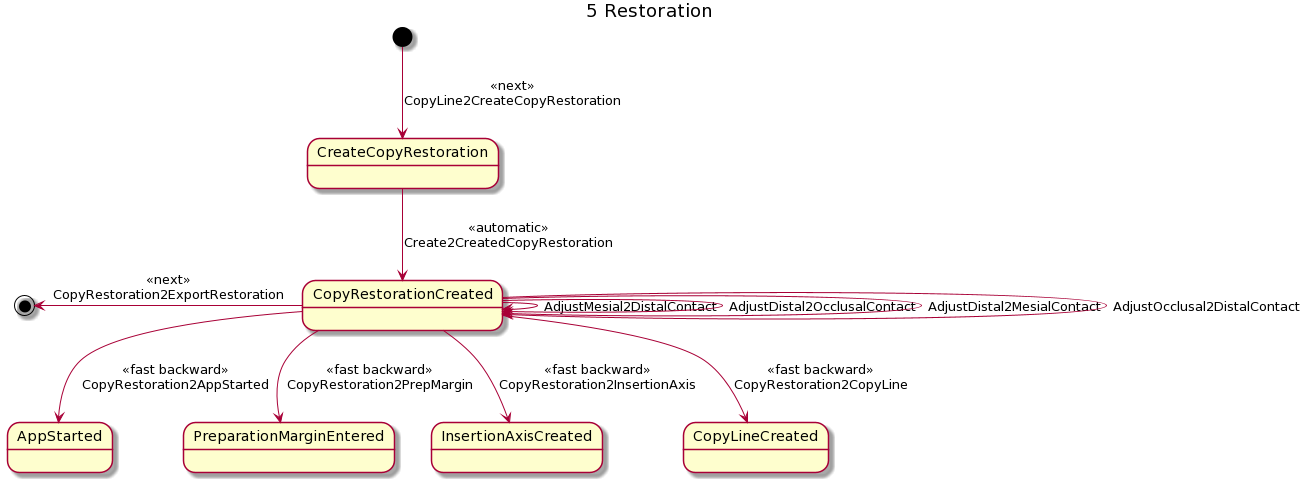 5 Restoration
«next»
CopyLine2CreateCopyRestoration
CreateCopyRestoration
«automatic»
Create2CreatedCopyRestoration
«next»
CopyRestoration2ExportRestoration
CopyRestorationCreated
AdjustMesial2DistalContact
AdjustDistal2OcclusalContact
AdjustDistal2MesialContact
AdjustOcclusal2DistalContact
«fast backward»
CopyRestoration2AppStarted
«fast backward»
CopyRestoration2PrepMargin
«fast backward»
CopyRestoration2InsertionAxis
«fast backward»
CopyRestoration2CopyLine
AppStarted
PreparationMarginEntered
InsertionAxisCreated
CopyLineCreated